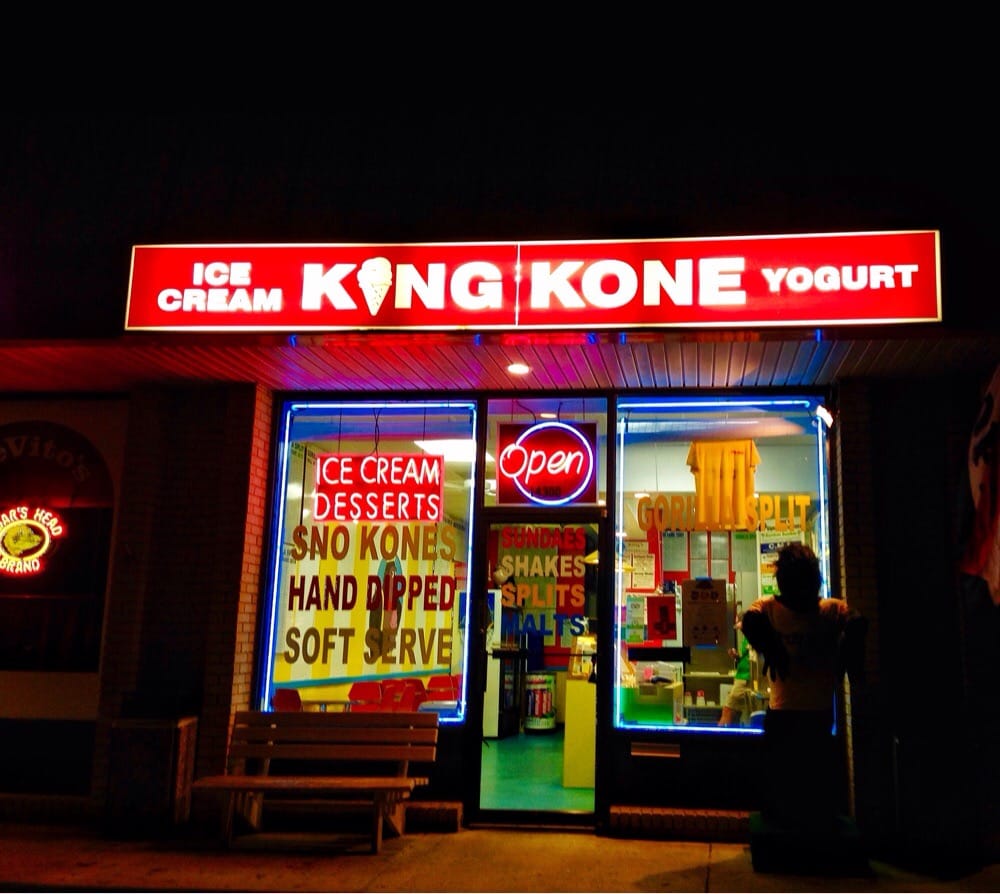 ICE CREAM
KING KONE
YOGURT
Open
ICE CREAM
DESSERTS
SNO KONES
HAND DIPPED
SOFT SERVE
SUNDAES
SHAKES
SPLITS
MALTS
GORILLA SPLIT
HEAD
BRAND